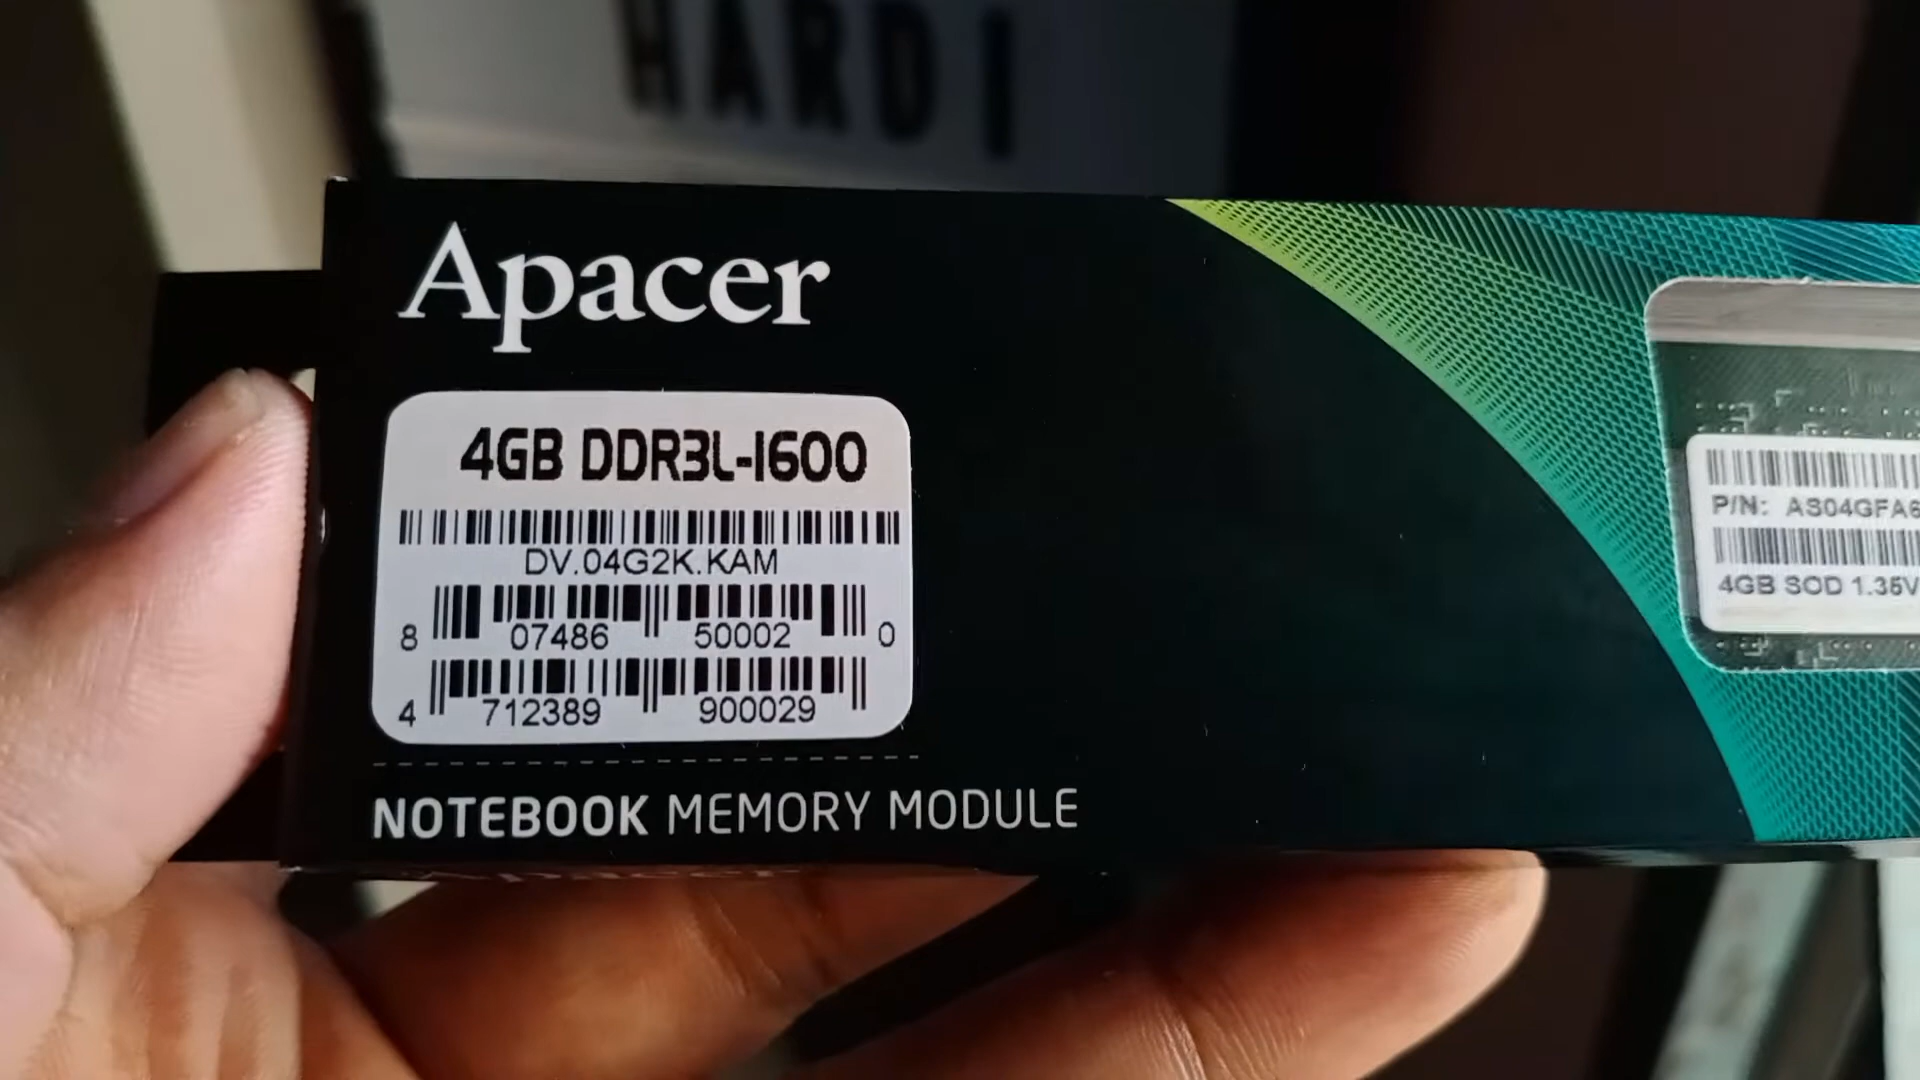 HARDI
Apacer
4GB DDR3L-1600
DV.04G2K.KAM
8 07486 50002 0
4 712389 900029
NOTEBOOK MEMORY MODULE
P/N: AS04GFA6
4GB SOD 1.35V